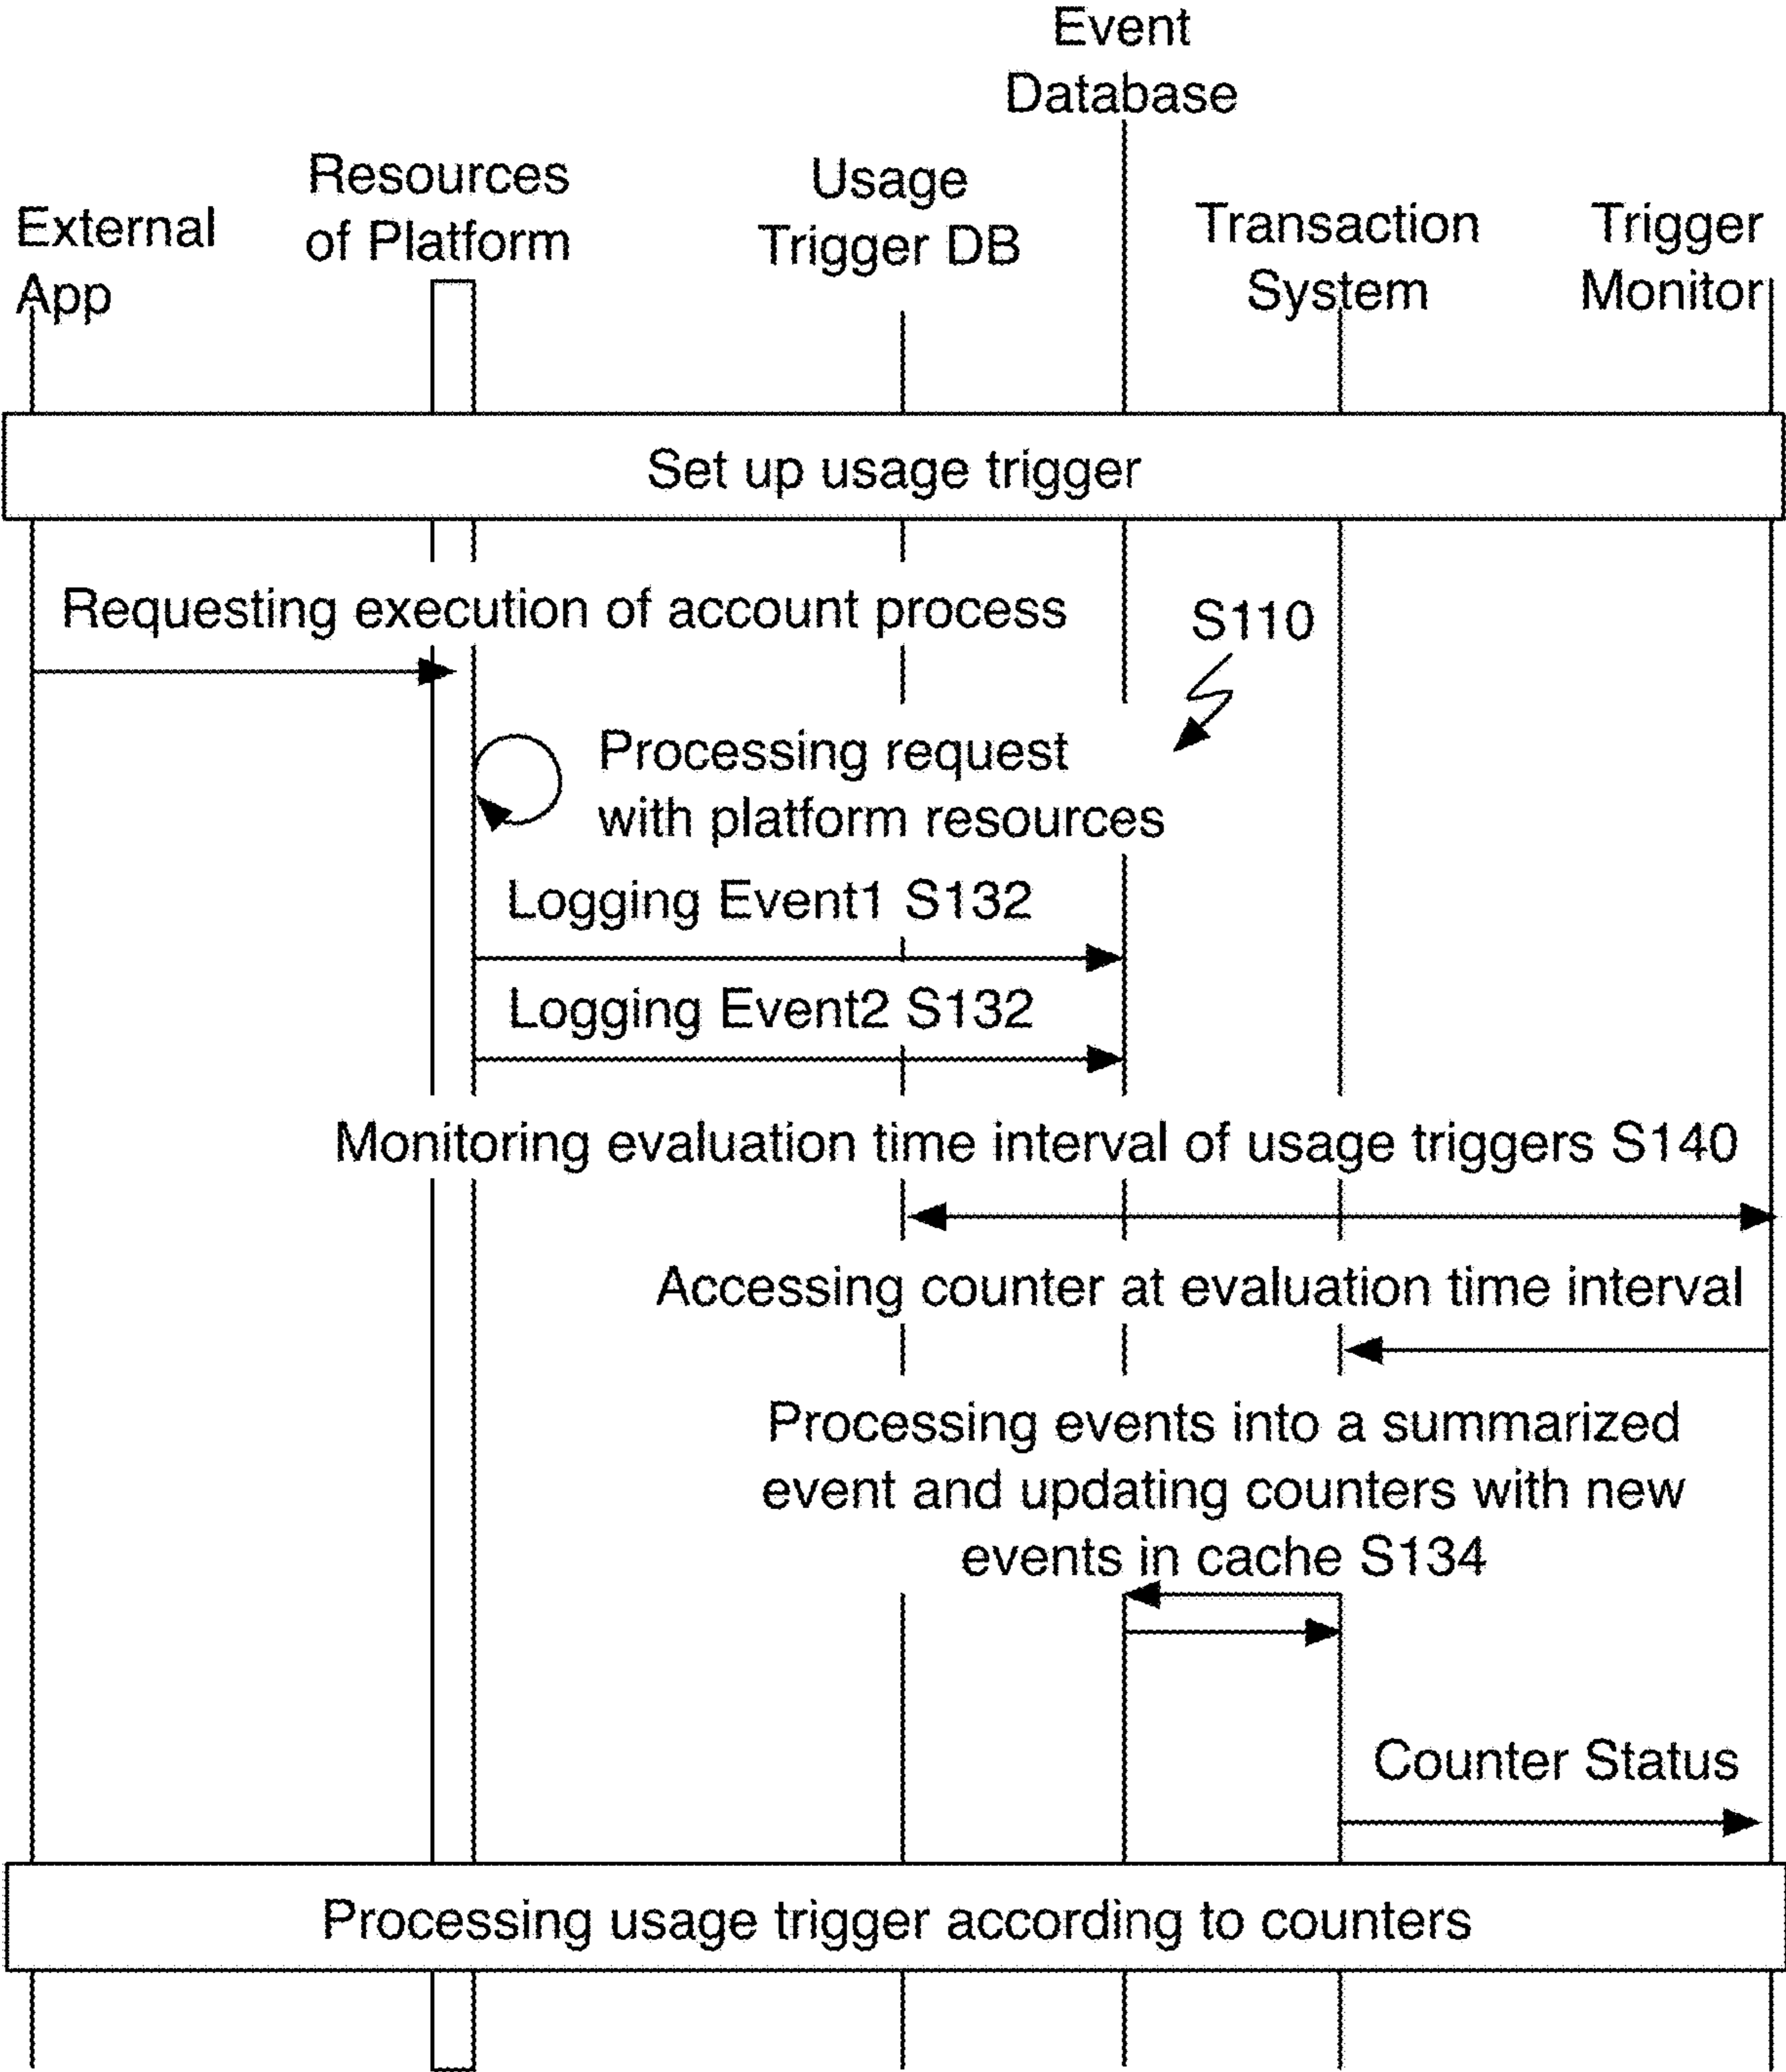 Event
Database
Resources
of Platform
Usage
Trigger DB
External
App
Transaction
System
Trigger
Monitor
Set up usage trigger
Requesting execution of account process
S110
Processing request
with platform resources
Logging Event1 S132
Logging Event2 S132
Monitoring evaluation time interval of usage triggers S140
Accessing counter at evaluation time interval
Processing events into a summarized
event and updating counters with new
events in cache S134
Counter Status
Processing usage trigger according to counters